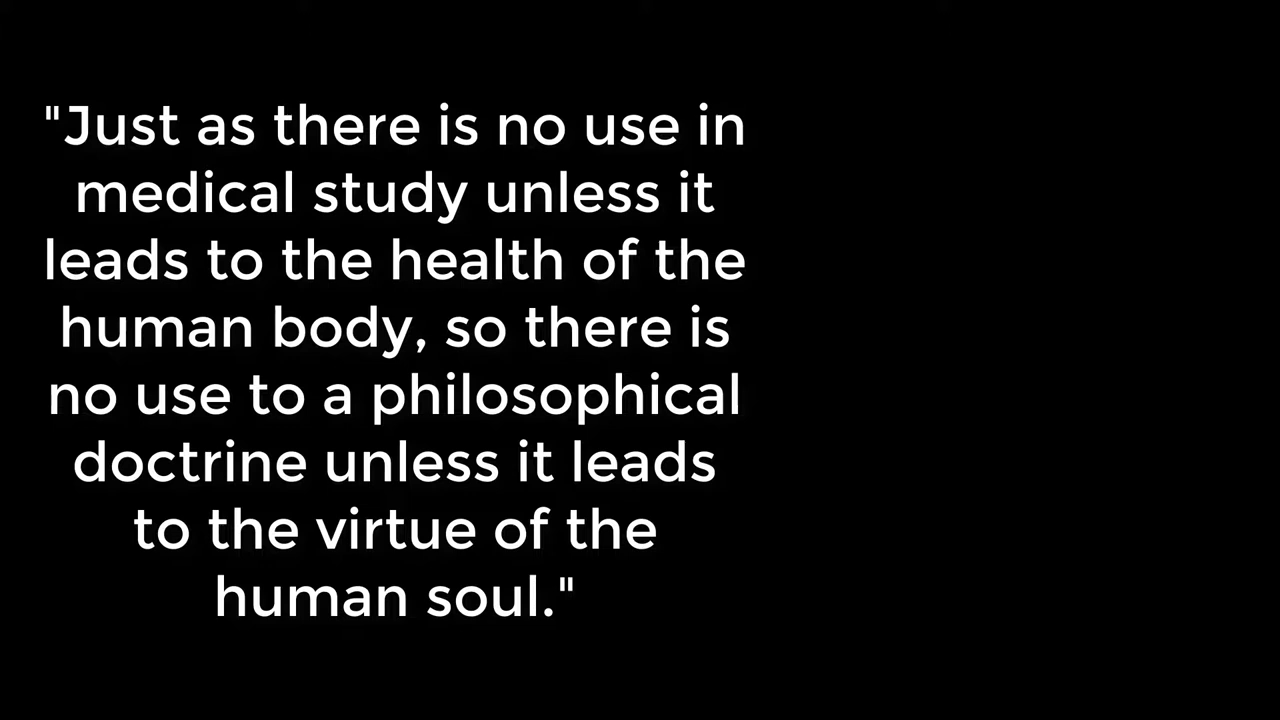 "Just as there is no use in
medical study unless it
leads to the health of the
human body, so there is
no use to a philosophical
doctrine unless it leads
to the virtue of the
human soul."